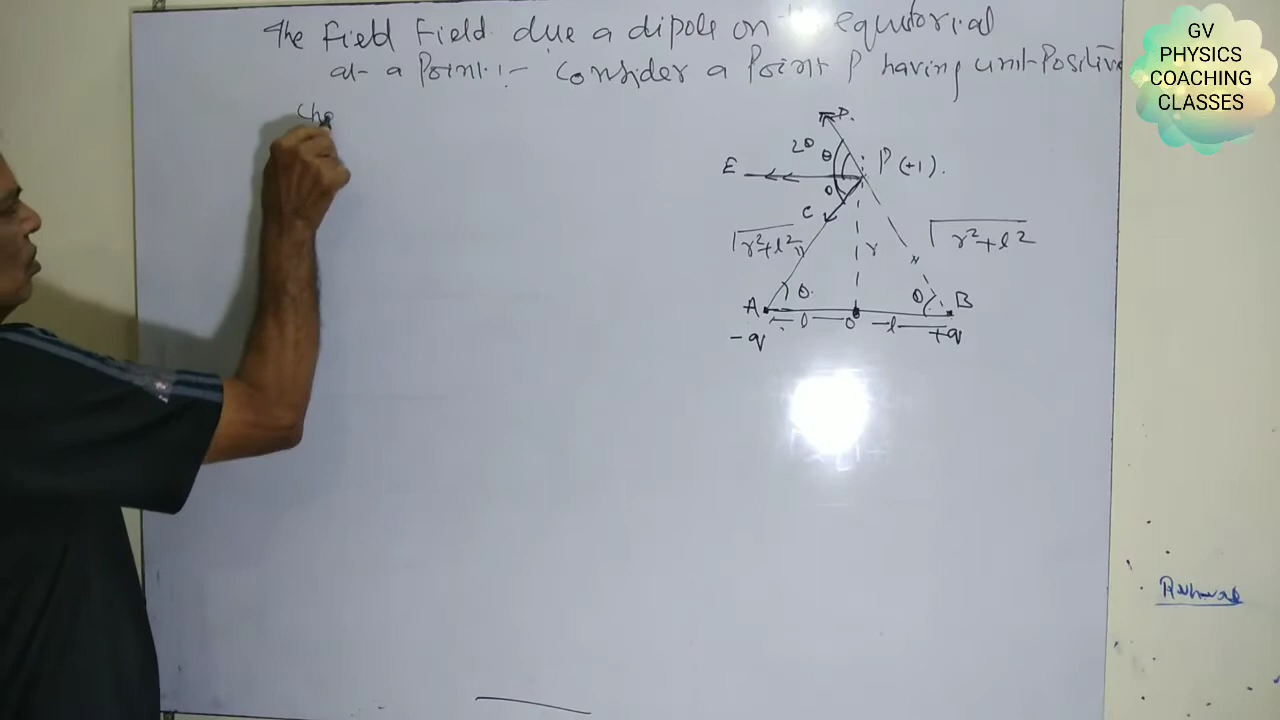 The Field Field due a dipole on equitorial
at a Point :- Consider a Point P having unit Positive
Cha
GV
PHYSICS
COACHING
CLASSES
D.
2θ
θ
E
P (+1).
θ
C
√r²+l²
r
√r²+l²
A
θ.
θ
B
l
O
l
-q
+q